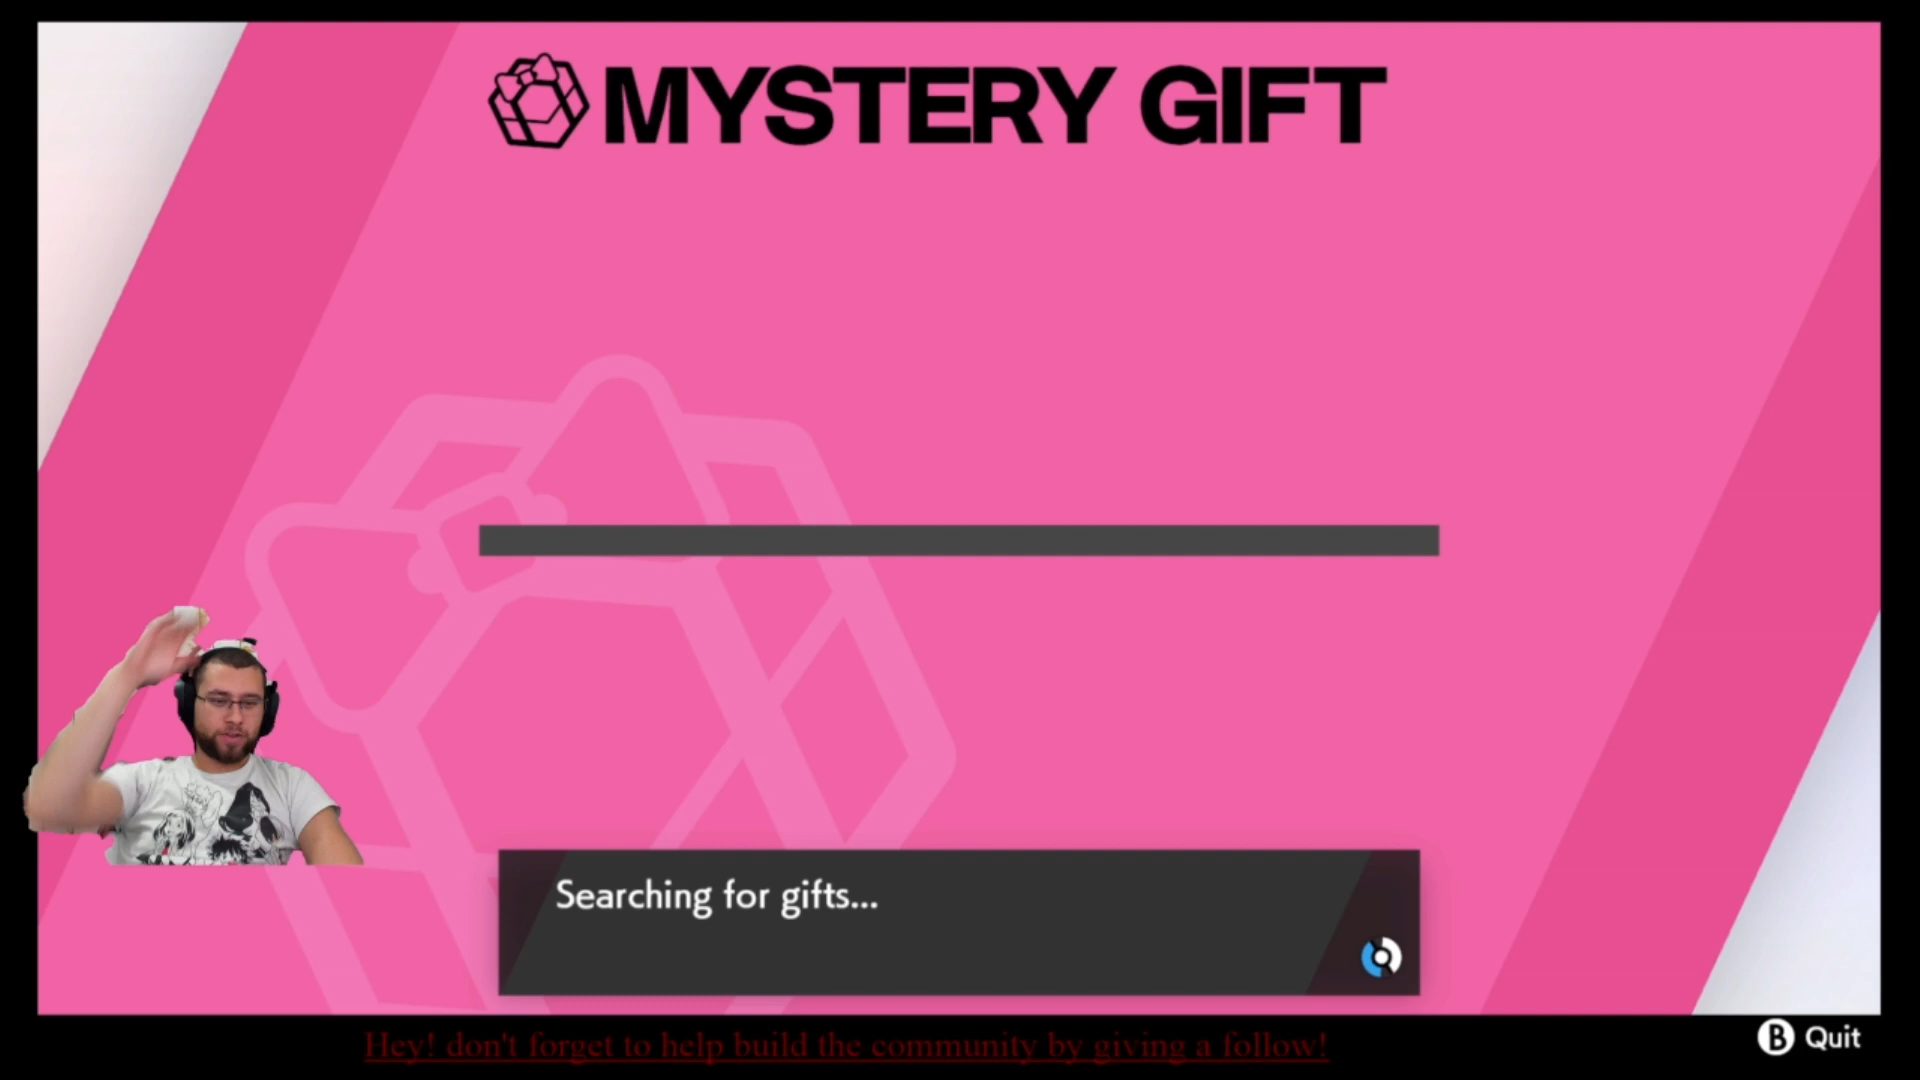 MYSTERY GIFT
Searching for gifts...
Hey! don't forget to help build the community by giving a follow!
B Quit